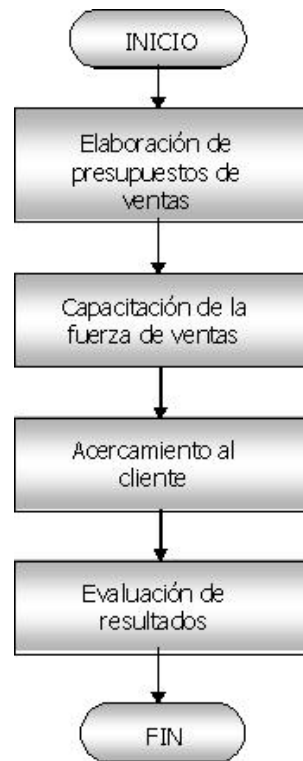 INICIO
Elaboración de
presupuestos de
ventas
Capacitación de la
fuerza de ventas
Acercamiento al
cliente
Evaluación de
resultados
FIN